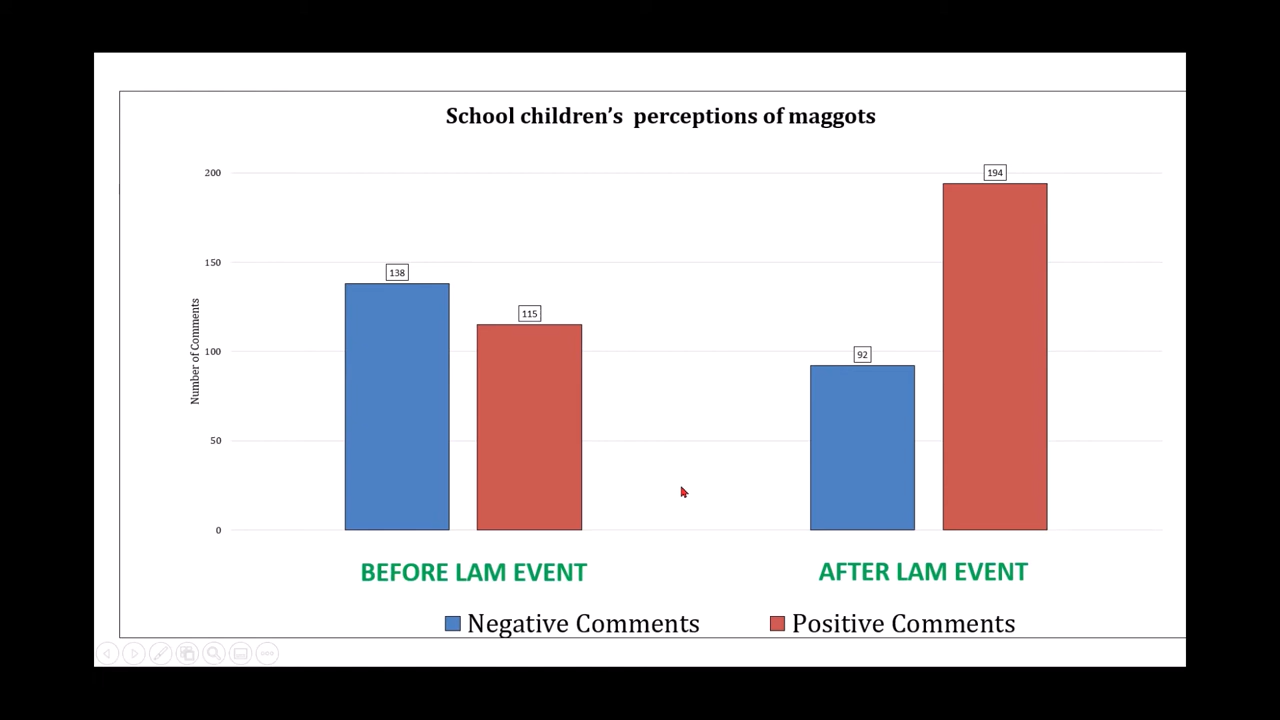 School children’s  perceptions of maggots
200
150
100
50
0
Number of Comments
138
115
92
194
BEFORE LAM EVENT
AFTER LAM EVENT
Negative Comments
Positive Comments